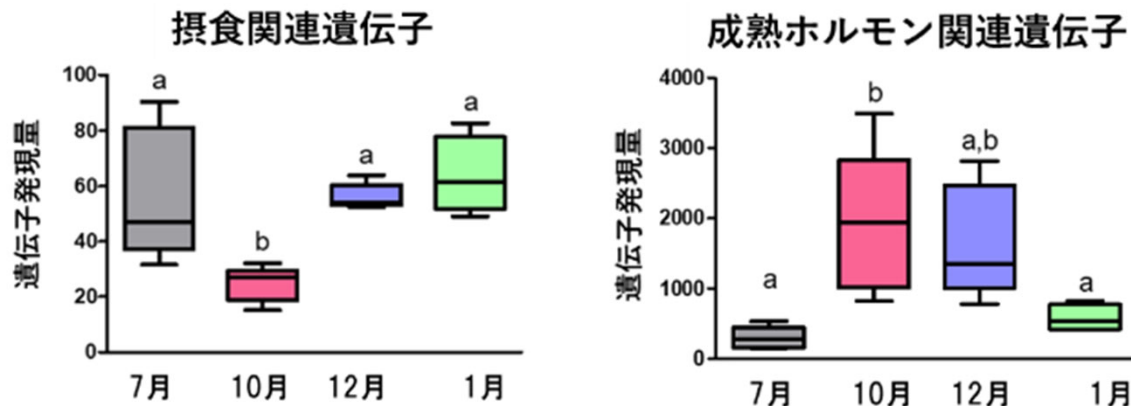 摂食関連遺伝子
遺伝子発現量
100
80
60
40
20
0
a
b
a
a
7月
10月
12月
1月
成熟ホルモン関連遺伝子
遺伝子発現量
4000
3000
2000
1000
0
a
b
a,b
a
7月
10月
12月
1月